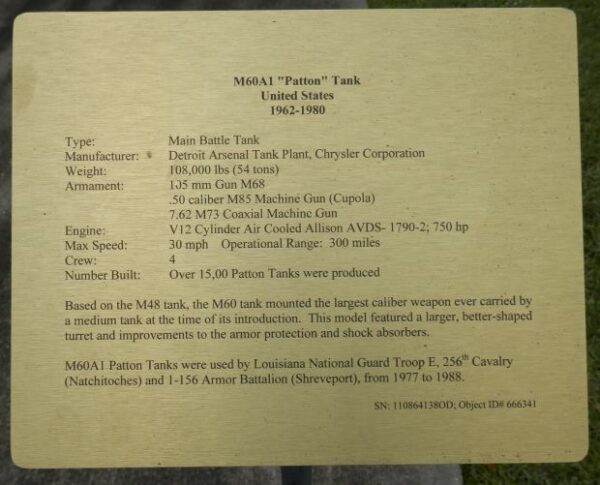 M60A1 "Patton" Tank
United States
1962-1980
Type: Main Battle Tank
Manufacturer: Detroit Arsenal Tank Plant, Chrysler Corporation
Weight: 108,000 lbs (54 tons)
Armament: 105 mm Gun M68
.50 caliber M85 Machine Gun (Cupola)
7.62 M73 Coaxial Machine Gun
Engine: V12 Cylinder Air Cooled Allison AVDS- 1790-2; 750 hp
Max Speed: 30 mph Operational Range: 300 miles
Crew: 4
Number Built: Over 15,00 Patton Tanks were produced
Based on the M48 tank, the M60 tank mounted the largest caliber weapon ever carried by
a medium tank at the time of its introduction. This model featured a larger, better-shaped
turret and improvements to the armor protection and shock absorbers.
M60A1 Patton Tanks were used by Louisiana National Guard Troop E, 256th Cavalry
(Natchitoches) and 1-156 Armor Battalion (Shreveport), from 1977 to 1988.
SN: 110864138OD; Object ID# 666341